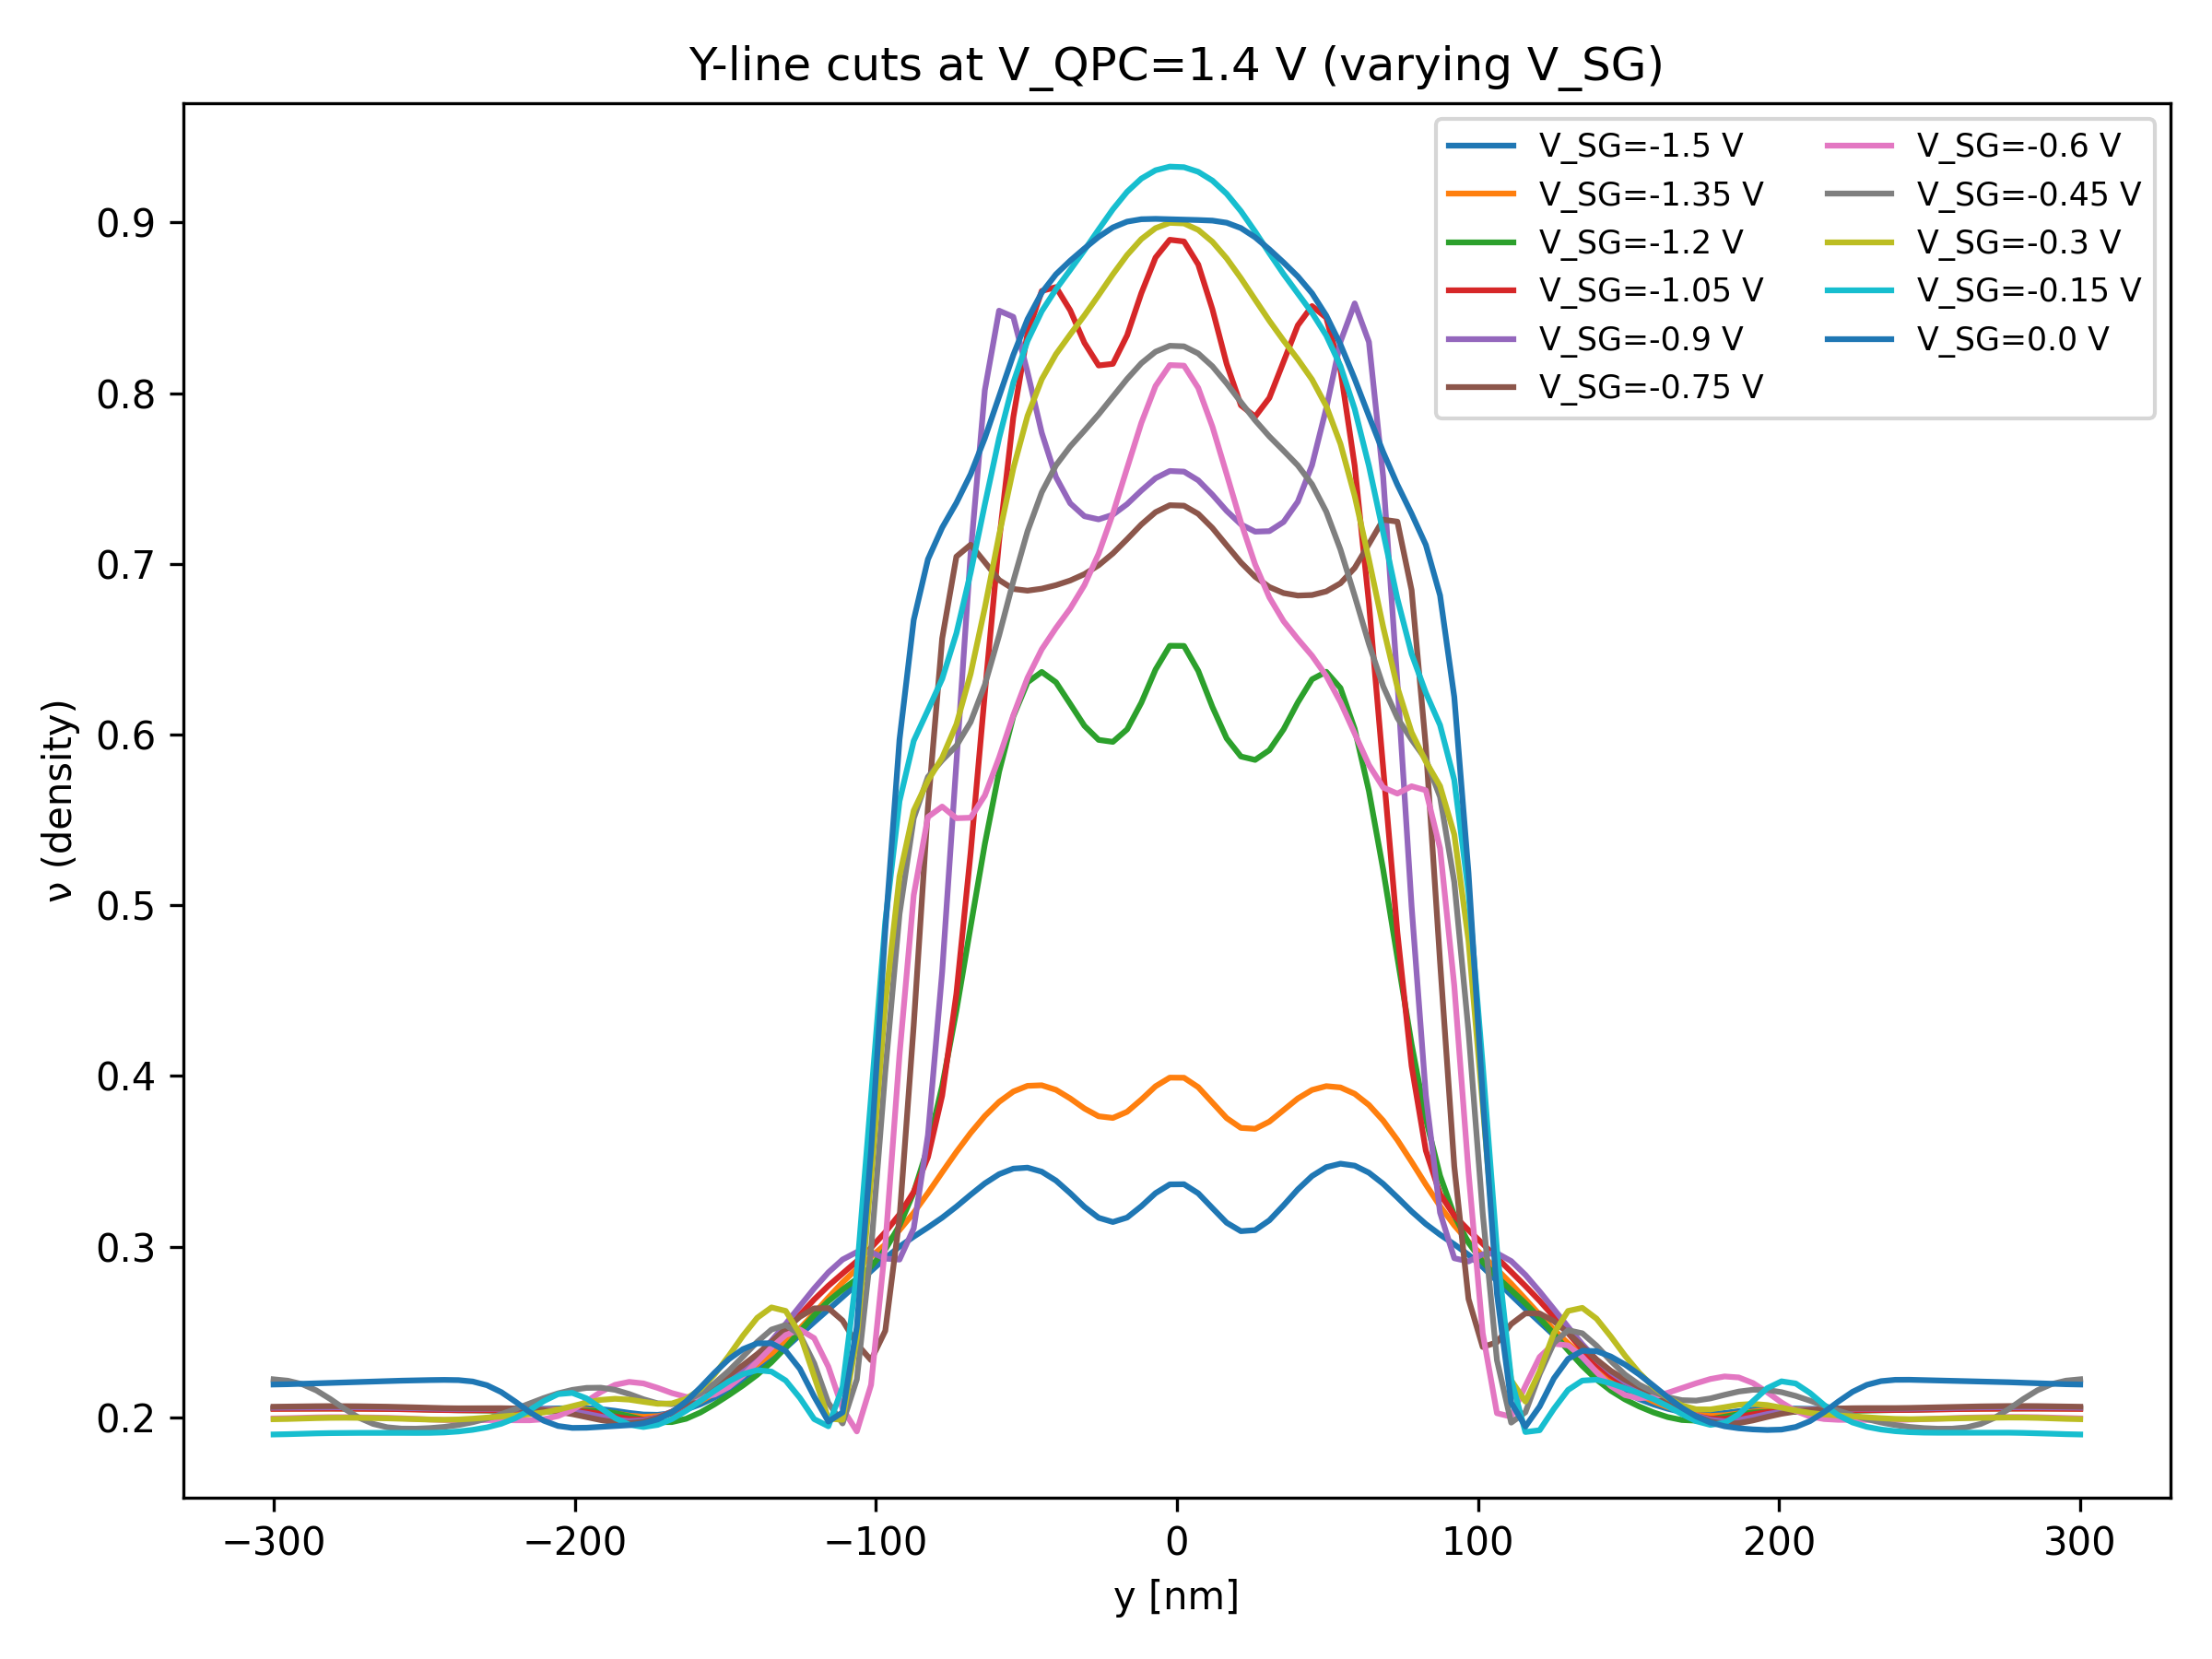 Y-line cuts at V_QPC=1.4 V (varying V_SG)
V_SG=-1.5 V
V_SG=-1.35 V
V_SG=-1.2 V
V_SG=-1.05 V
V_SG=-0.9 V
V_SG=-0.75 V
V_SG=-0.6 V
V_SG=-0.45 V
V_SG=-0.3 V
V_SG=-0.15 V
V_SG=0.0 V
0.9
0.8
0.7
0.6
0.5
0.4
0.3
0.2
ν (density)
−300 −200 −100 0 100 200 300
y [nm]